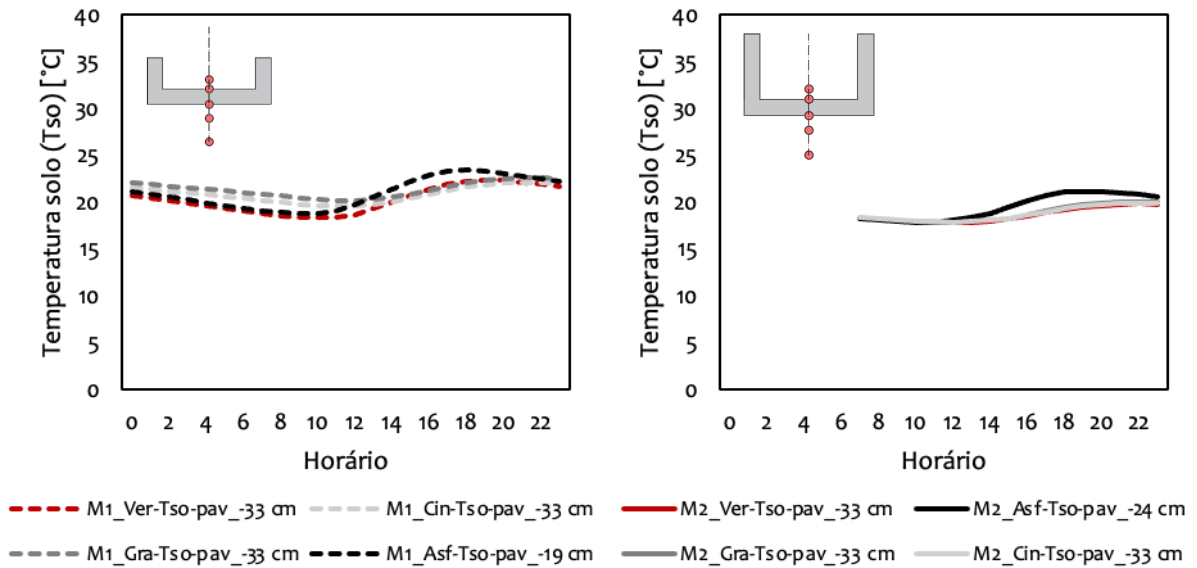 Temperatura solo (Tso) [˚C]
40
35
30
25
20
15
10
5
0
0 2 4 6 8 10 12 14 16 18 20 22
Horário
Temperatura solo (Tso) [˚C]
40
35
30
25
20
15
10
5
0
0 2 4 6 8 10 12 14 16 18 20 22
Horário
M1_Ver-Tso-pav_-33 cm M1_Cin-Tso-pav_-33 cm
M1_Gra-Tso-pav_-33 cm M1_Asf-Tso-pav_-19 cm
M2_Ver-Tso-pav_-33 cm M2_Asf-Tso-pav_-24 cm
M2_Gra-Tso-pav_-33 cm M2_Cin-Tso-pav_-33 cm